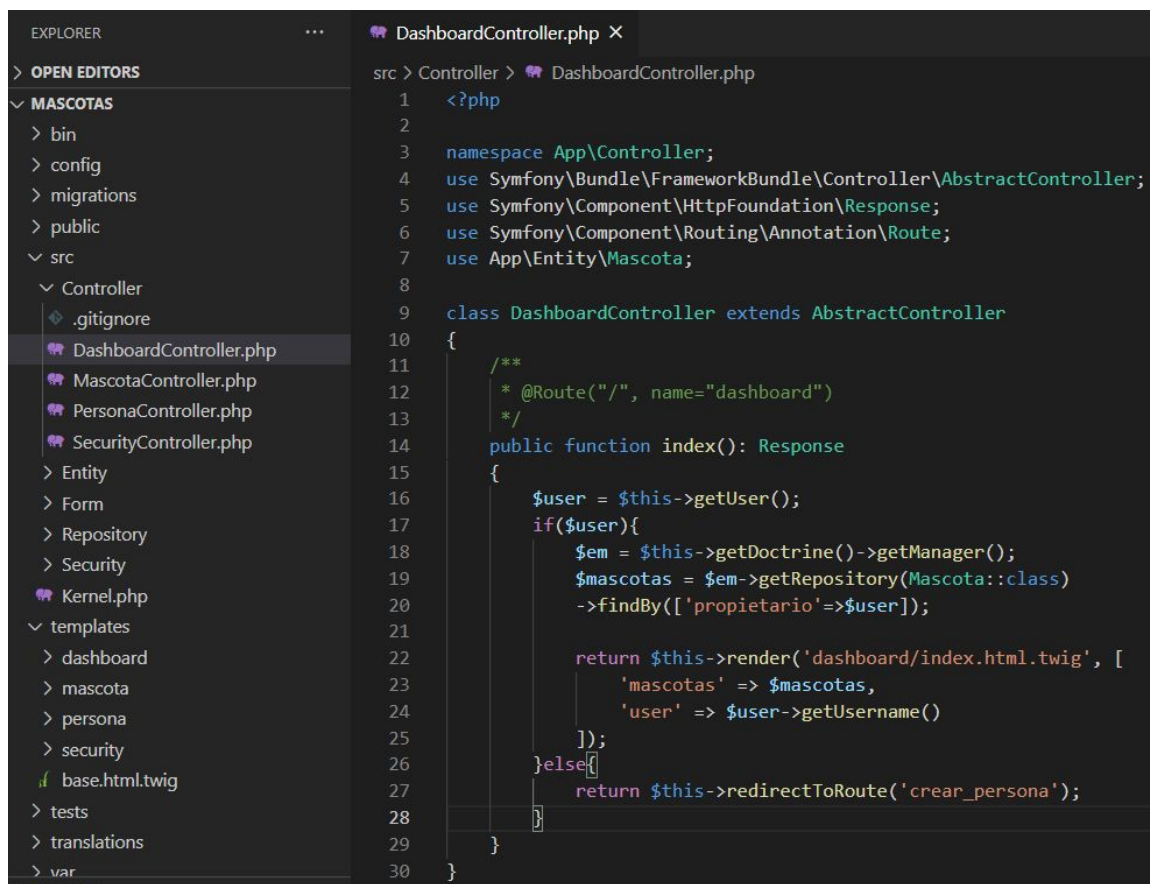 EXPLORER ...
OPEN EDITORS
MASCOTAS
bin
config
migrations
public
src
Controller
.gitignore
DashboardController.php
MascotaController.php
PersonaController.php
SecurityController.php
Entity
Form
Repository
Security
Kernel.php
templates
dashboard
mascota
persona
security
base.html.twig
tests
translations
var
DashboardController.php ×
src > Controller > DashboardController.php
1 <?php
2
3 namespace App\Controller;
4 use Symfony\Bundle\FrameworkBundle\Controller\AbstractController;
5 use Symfony\Component\HttpFoundation\Response;
6 use Symfony\Component\Routing\Annotation\Route;
7 use App\Entity\Mascota;
8
9 class DashboardController extends AbstractController
10 {
11     /**
12      * @Route("/", name="dashboard")
13      */
14     public function index(): Response
15     {
16         $user = $this->getUser();
17         if($user){
18             $em = $this->getDoctrine()->getManager();
19             $mascotas = $em->getRepository(Mascota::class)
20             ->findBy(['propietario'=>$user]);
21
22             return $this->render('dashboard/index.html.twig', [
23                 'mascotas' => $mascotas,
24                 'user' => $user->getUsername()
25             ]);
26         }else{
27             return $this->redirectToRoute('crear_persona');
28         }
29     }
30 }